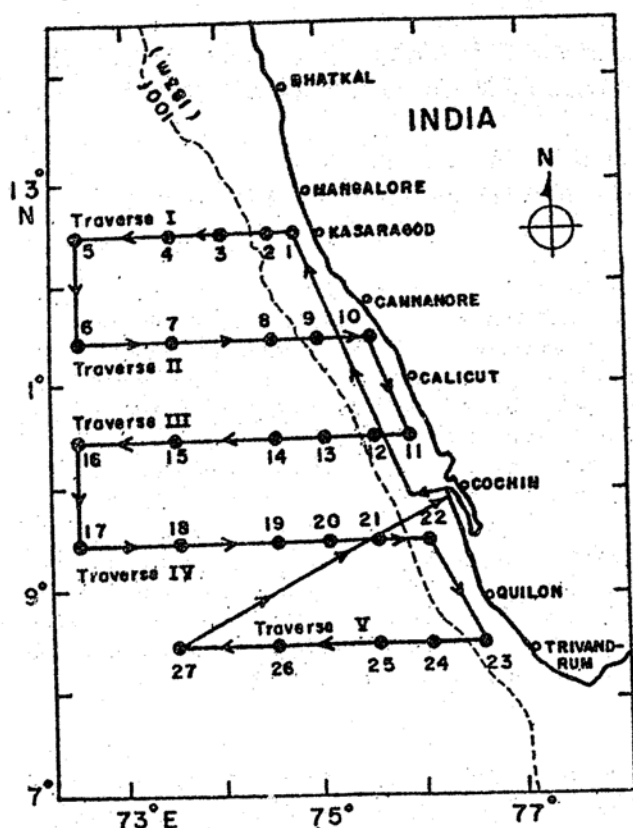 BHATKAL
100f
(183m)
INDIA
N
13°
N
MANGALORE
Traverse I
KASARAGOD
5 4 3 2 1
CANNANORE
6 7 8 9 10
Traverse II
1°
CALICUT
Traverse III
16 15 14 13 12 11
COCHIN
17 18 19 20 21 22
Traverse IV
9°
QUILON
Traverse V
TRIVAND-
RUM
27 26 25 24 23
7°
73°E 75° 77°